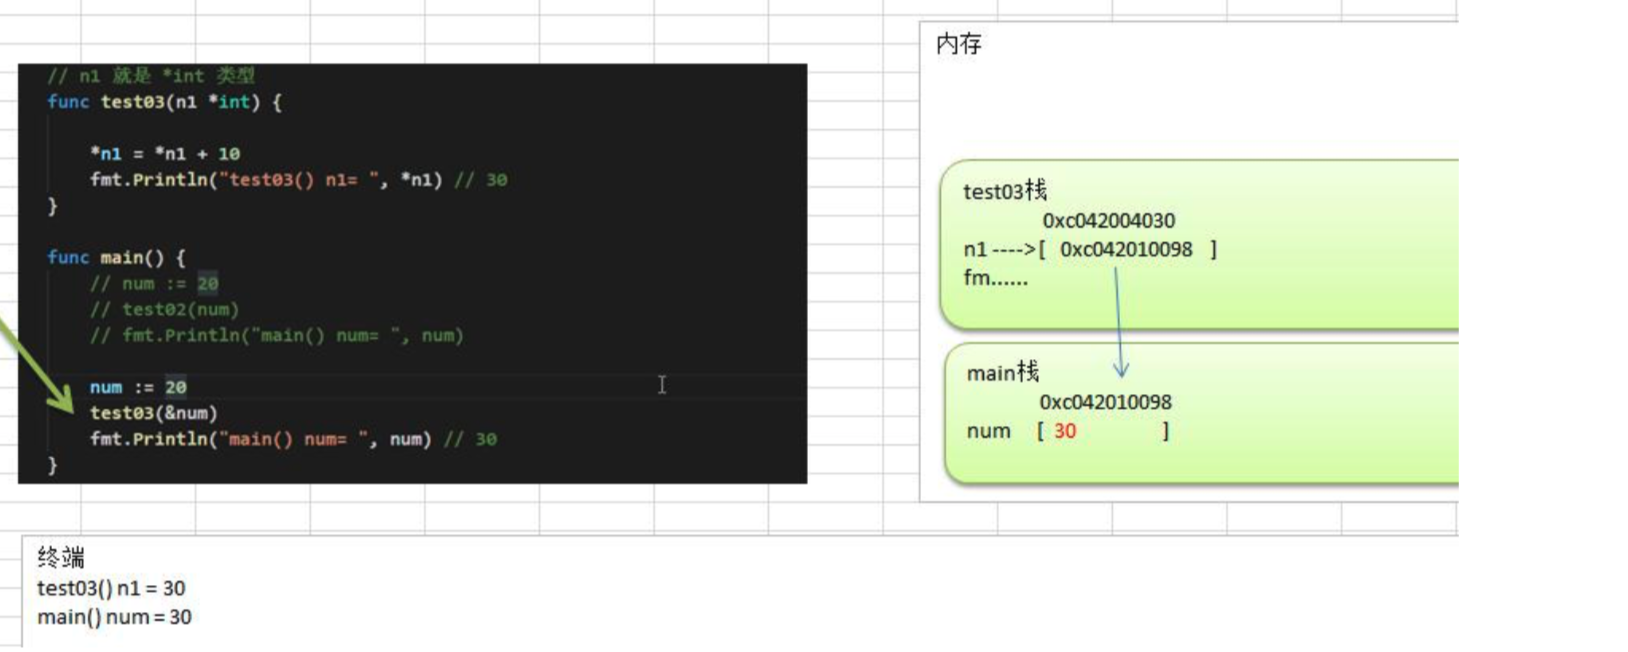 // n1 就是 *int 类型
func test03(n1 *int) {
*n1 = *n1 + 10
fmt.Println("test03() n1= ", *n1) // 30
}
func main() {
// num := 20
// test02(num)
// fmt.Println("main() num= ", num)
num := 20
test03(&num)
fmt.Println("main() num= ", num) // 30
}
内存
test03栈
0xc042004030
n1 ---->[ 0xc042010098 ]
fm......
main栈
0xc042010098
num [ 30 ]
终端
test03() n1 = 30
main() num = 30